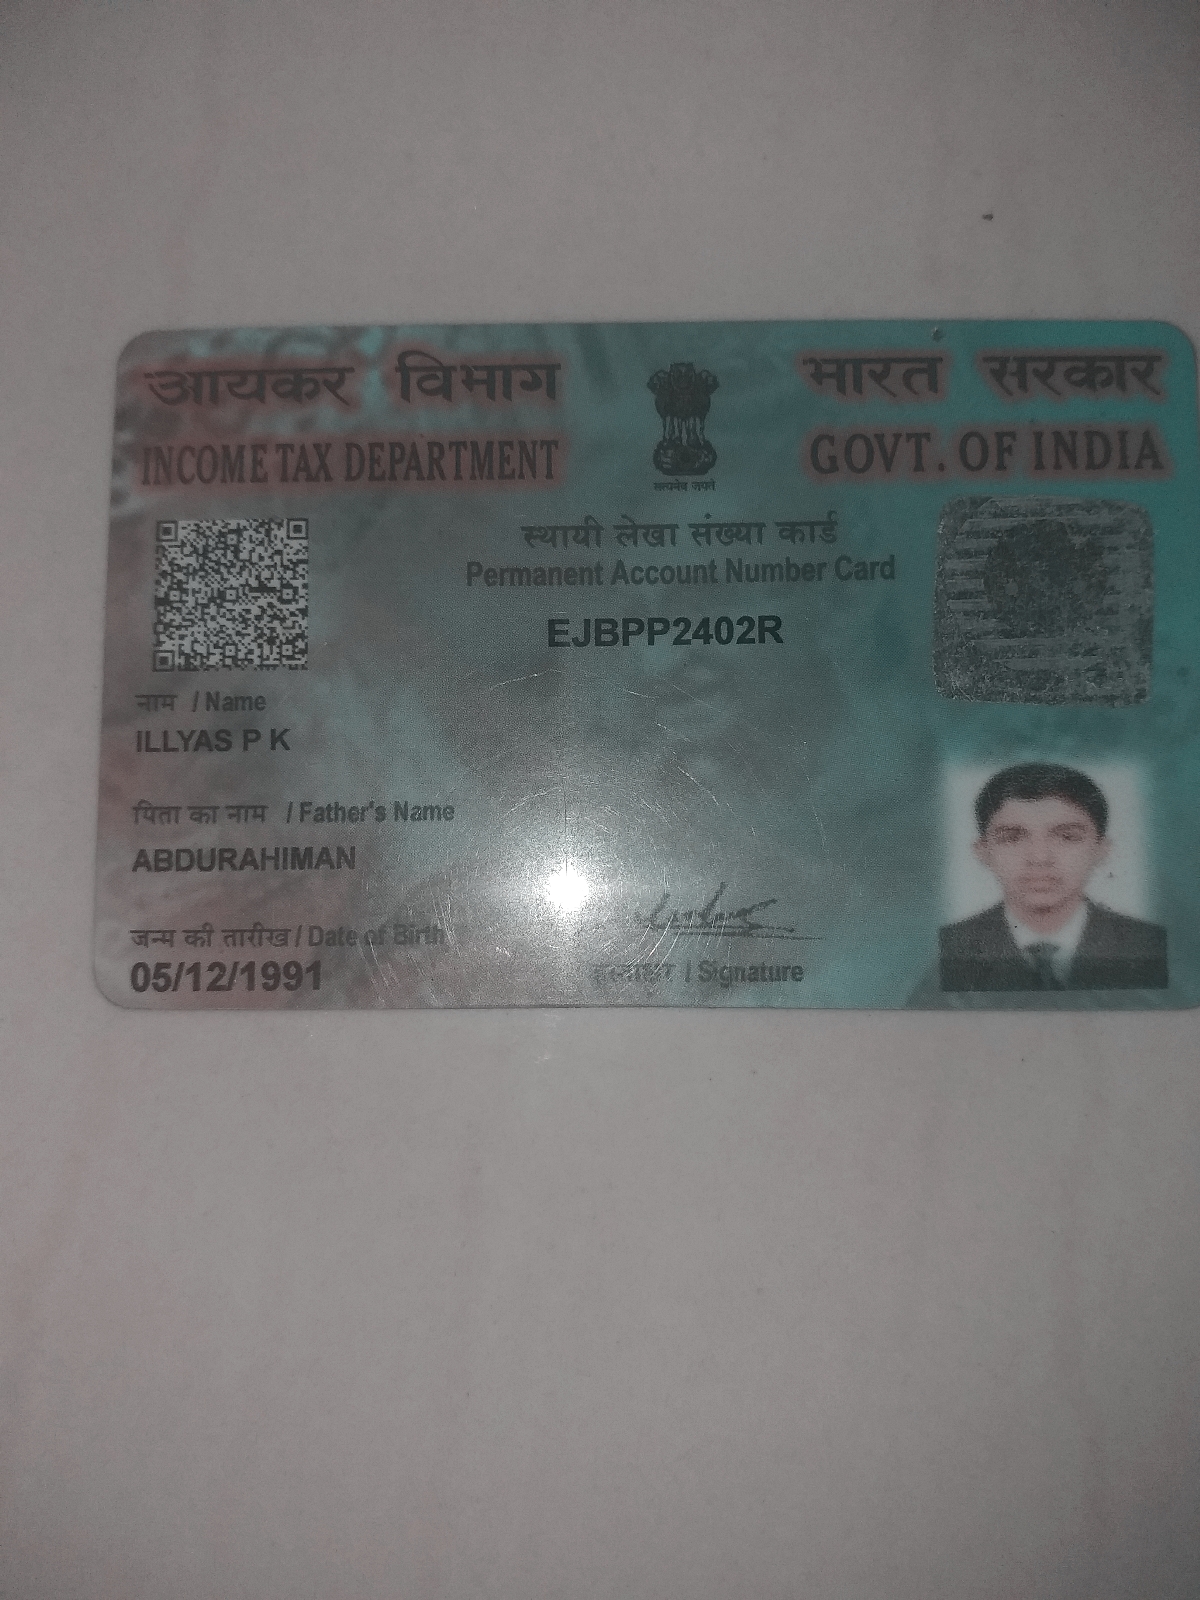 आयकर विभाग
INCOME TAX DEPARTMENT
भारत सरकार
GOVT. OF INDIA
सत्यमेव जयते
स्थायी लेखा संख्या कार्ड
Permanent Account Number Card
EJBPP2402R
नाम / Name
ILLYAS P K
पिता का नाम / Father's Name
ABDURAHIMAN
जन्म की तारीख / Date of Birth
05/12/1991
हस्ताक्षर / Signature